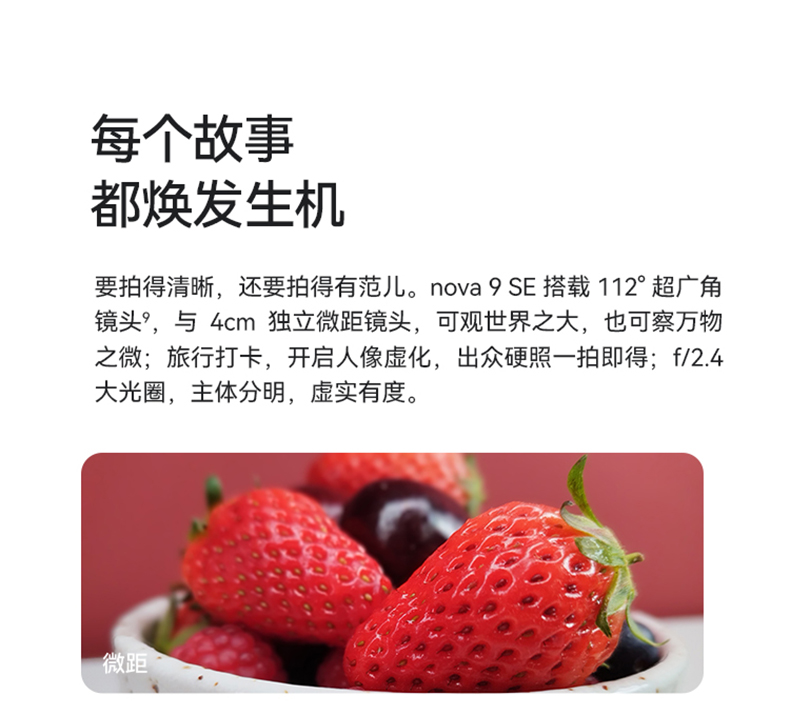 每个故事
都焕发生机
要拍得清晰，还要拍得有范儿。nova 9 SE 搭载 112° 超广角
镜头⁹，与 4cm 独立微距镜头，可观世界之大，也可察万物
之微；旅行打卡，开启人像虚化，出众硬照一拍即得；f/2.4
大光圈，主体分明，虚实有度。
微距